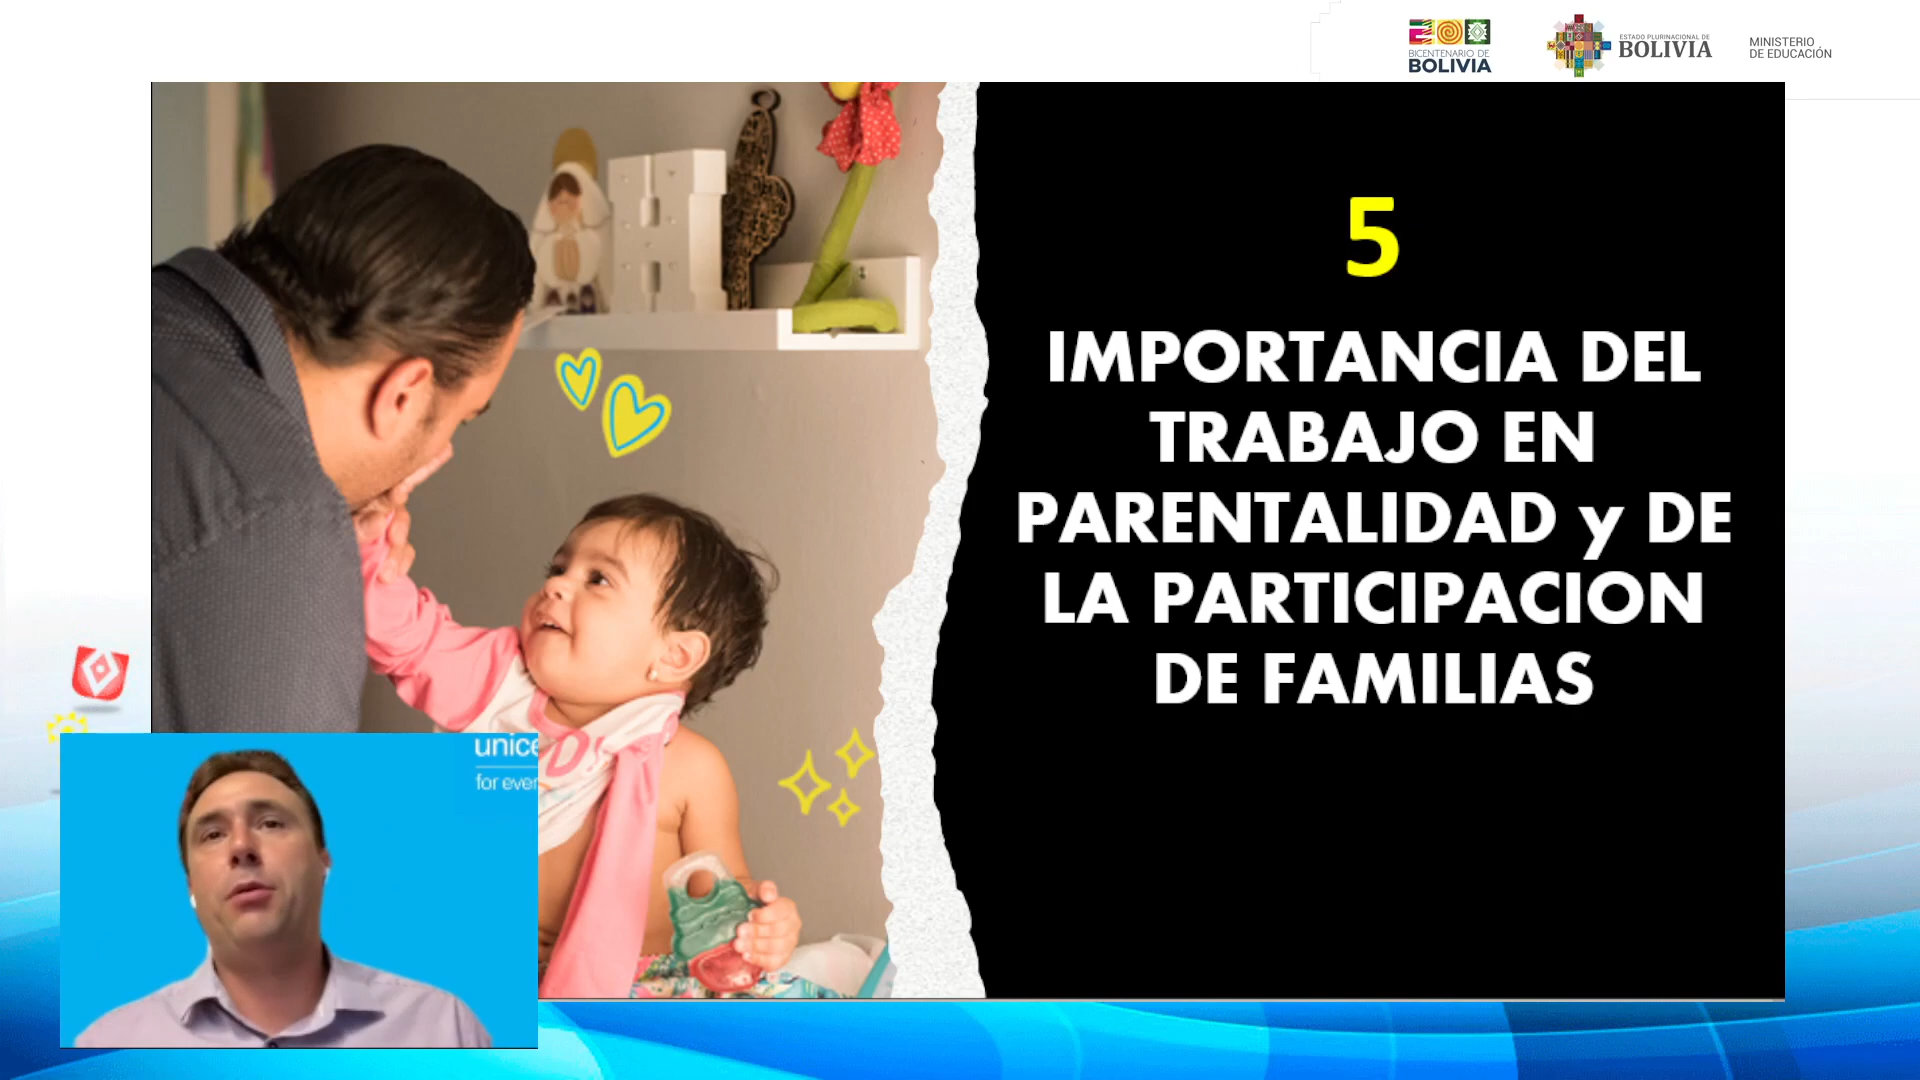 BICENTENARIO DE
BOLIVIA
ESTADO PLURINACIONAL DE
BOLIVIA
MINISTERIO
DE EDUCACIÓN
5
IMPORTANCIA DEL
TRABAJO EN
PARENTALIDAD y DE
LA PARTICIPACION
DE FAMILIAS
unice
for ever